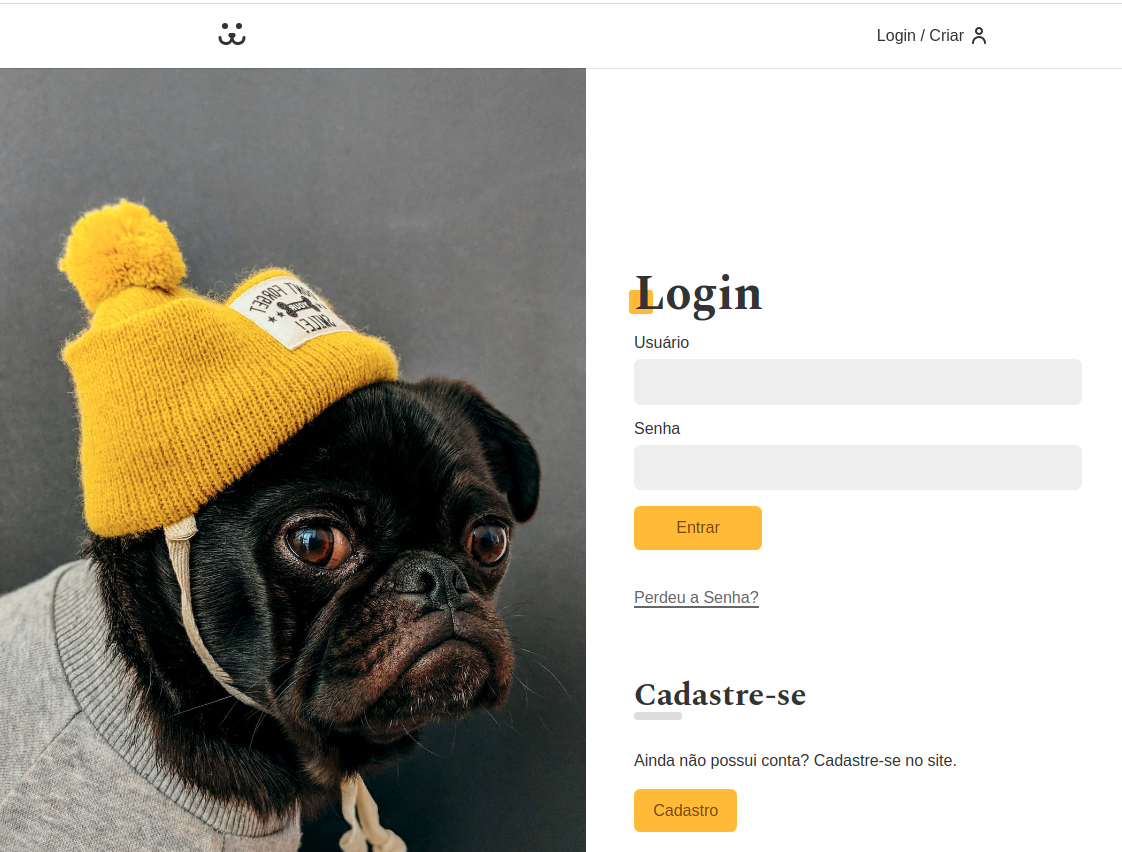 Login / Criar
DON'T FORGET
SMILE!
Login
Usuário
Senha
Entrar
Perdeu a Senha?
Cadastre-se
Ainda não possui conta? Cadastre-se no site.
Cadastro